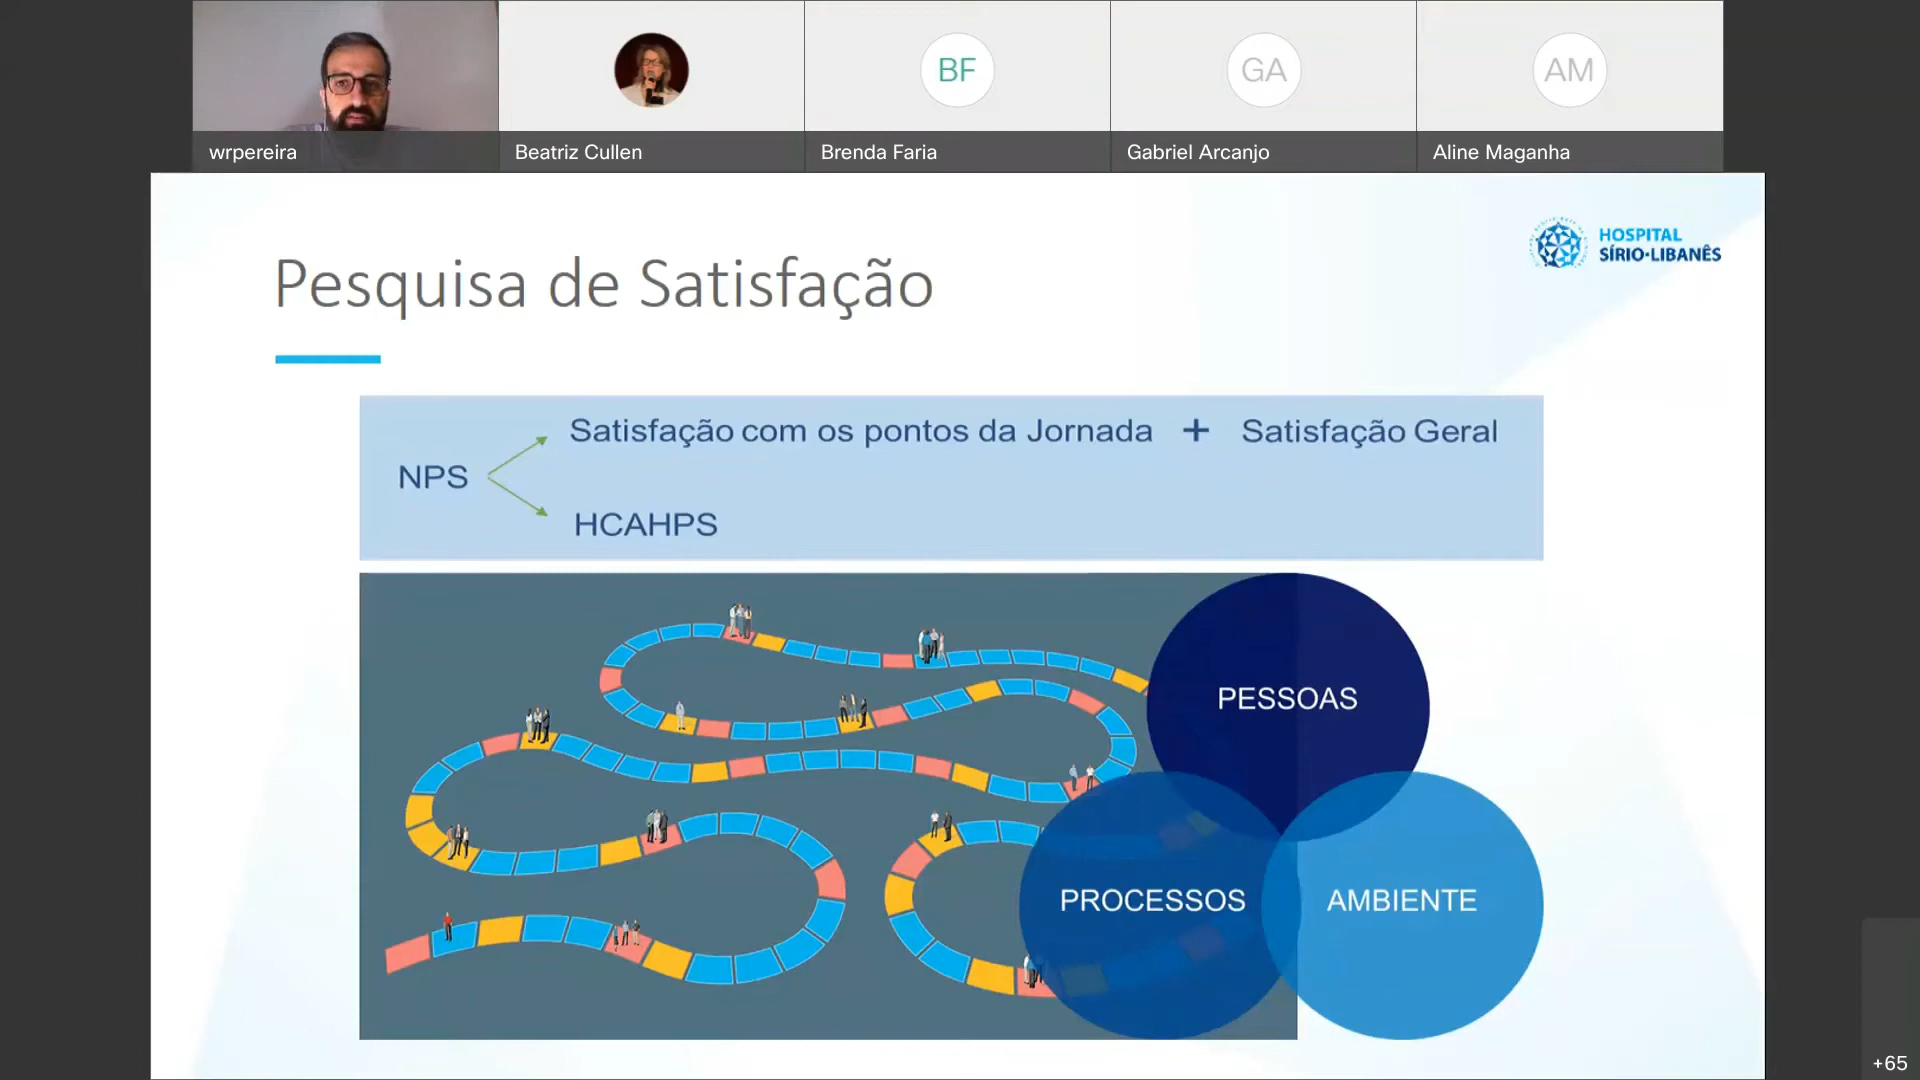 BF
GA
AM
wrpereira
Beatriz Cullen
Brenda Faria
Gabriel Arcanjo
Aline Maganha
HOSPITAL
SÍRIO•LIBANÊS
Pesquisa de Satisfação
Satisfação com os pontos da Jornada + Satisfação Geral
NPS
HCAHPS
PESSOAS
PROCESSOS
AMBIENTE
+65